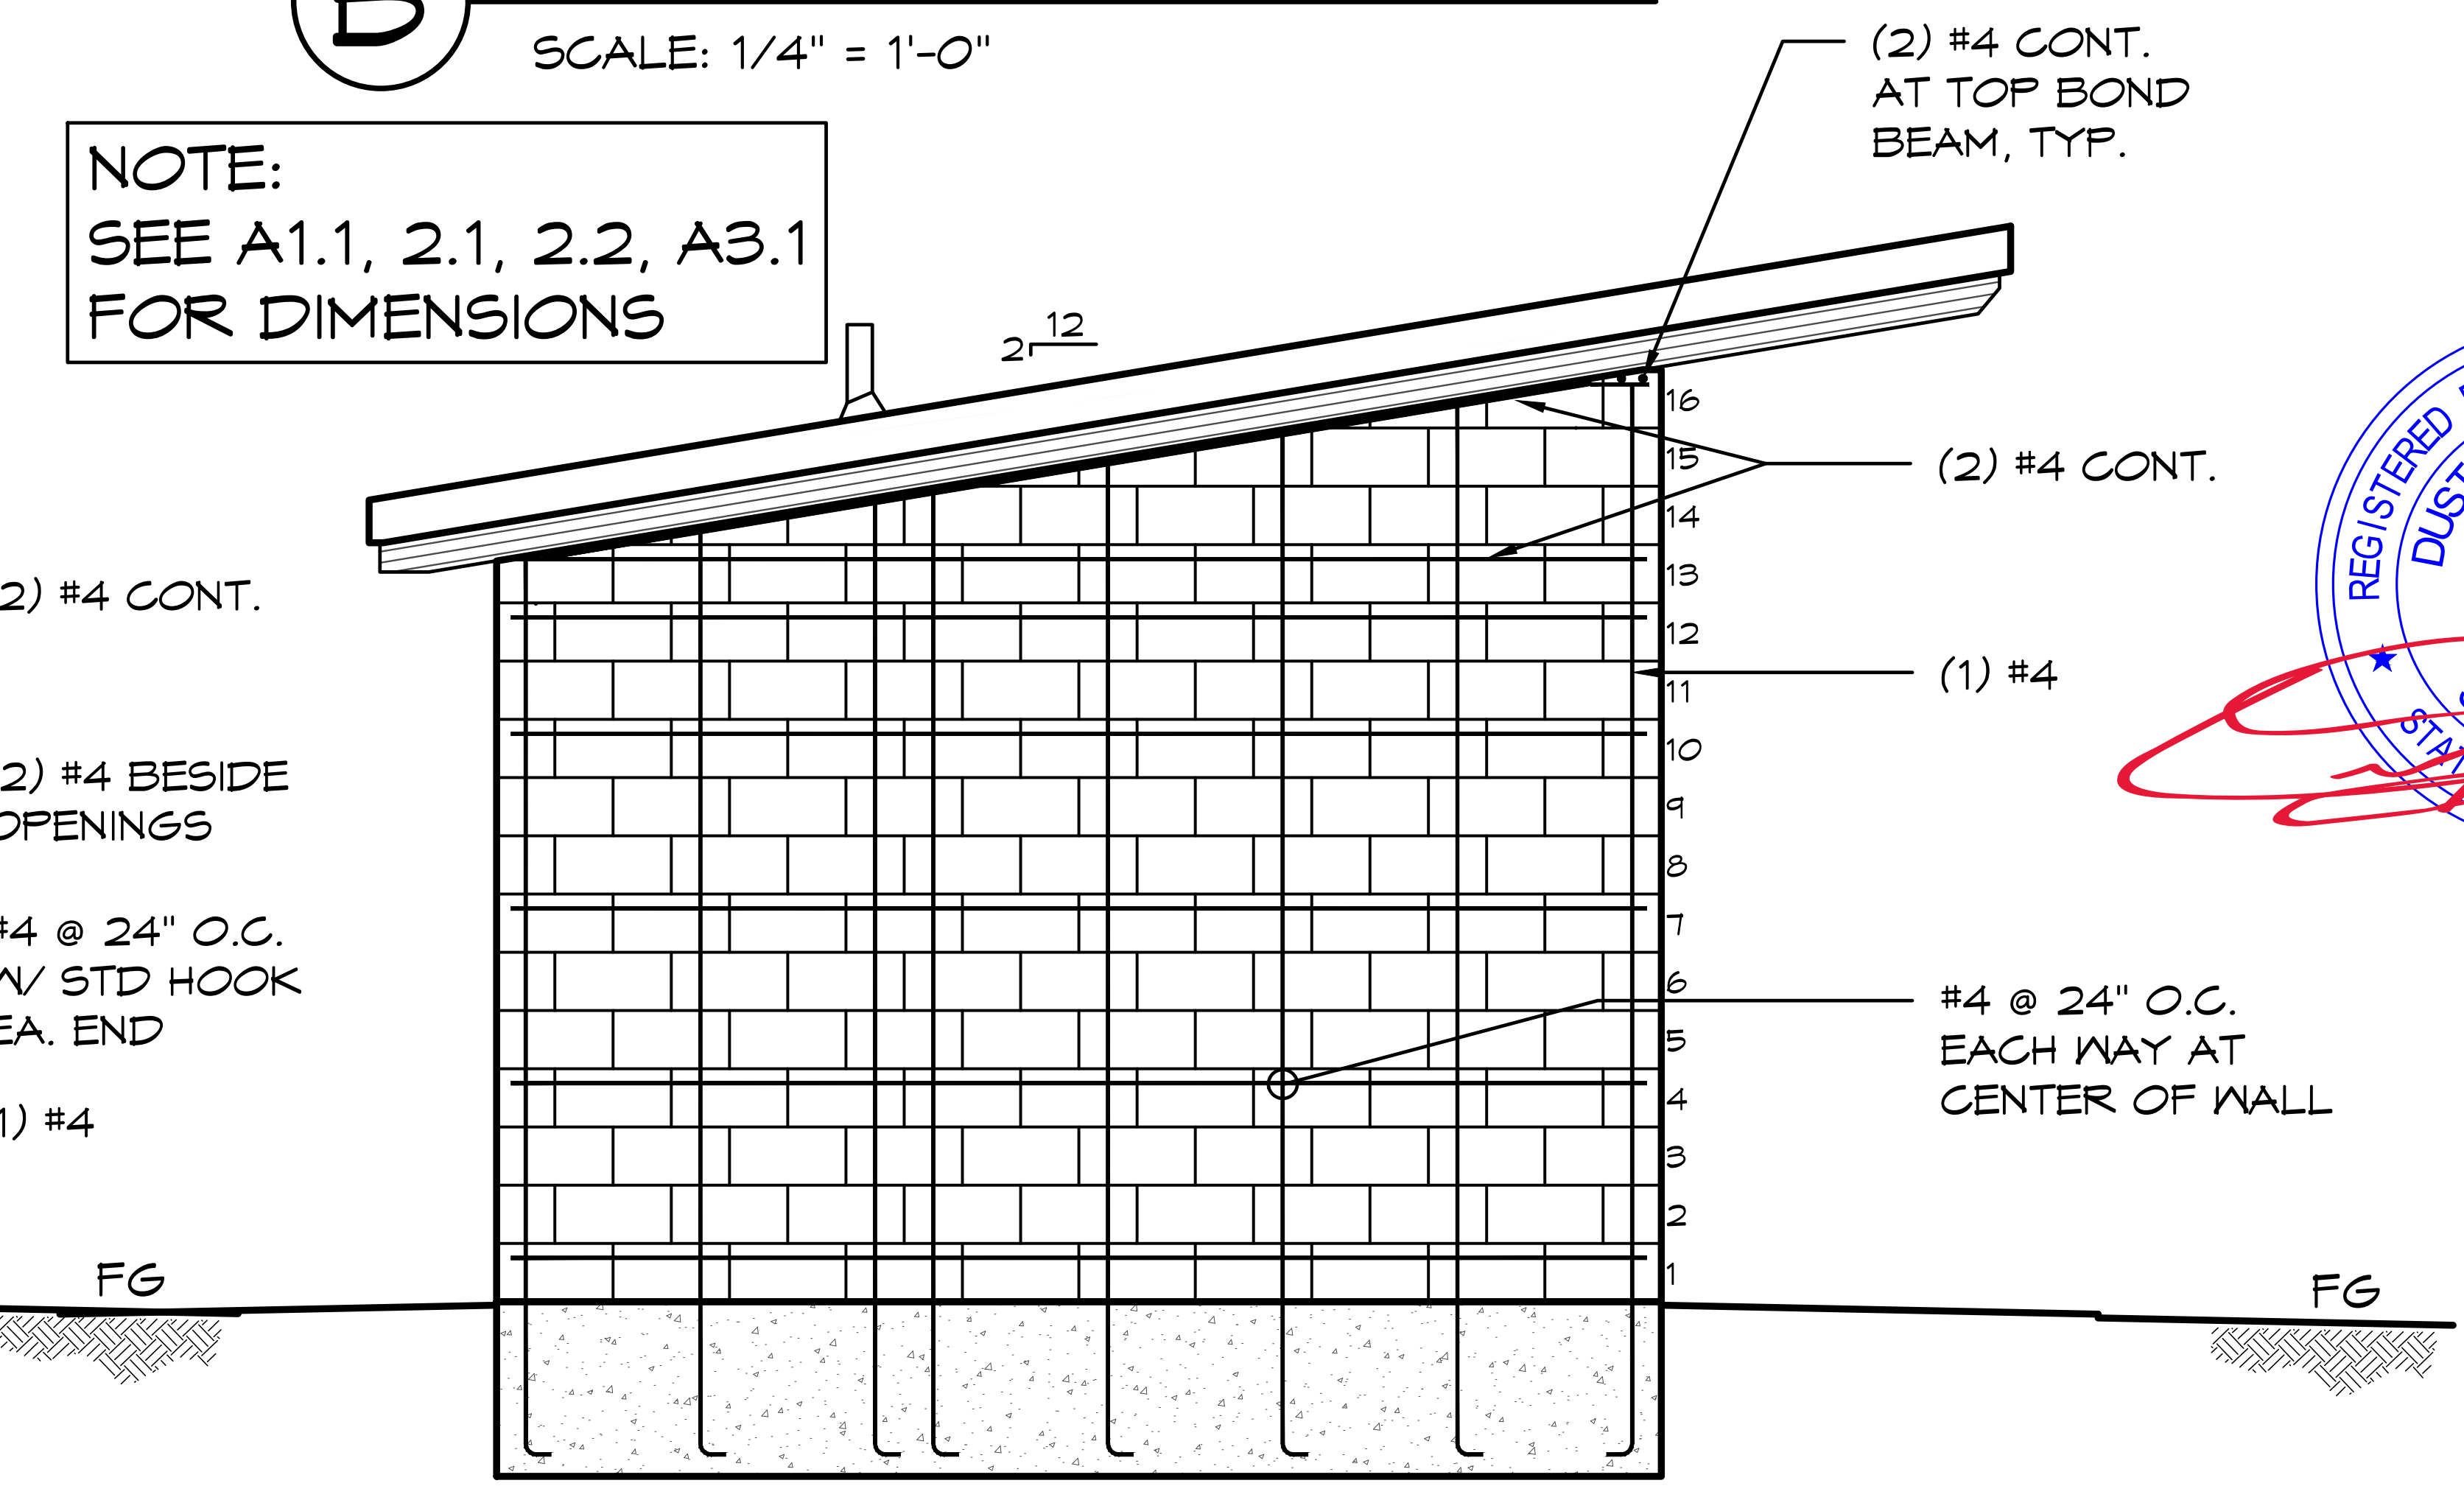 SCALE: 1/4" = 1'-0"
NOTE:
SEE A1.1, 2.1, 2.2, A3.1
FOR DIMENSIONS
(2) #4 CONT.
AT TOP BOND
BEAM, TYP.
12
2
16
15
14
13
12
11
10
9
8
7
6
5
4
3
2
1
(2) #4 CONT.
(1) #4
#4 @ 24" O.C.
EACH WAY AT
CENTER OF WALL
2) #4 CONT.
2) #4 BESIDE
OPENINGS
#4 @ 24" O.C.
W/ STD HOOK
EA. END
1) #4
FG
FG
REGISTERED
DUST
STA